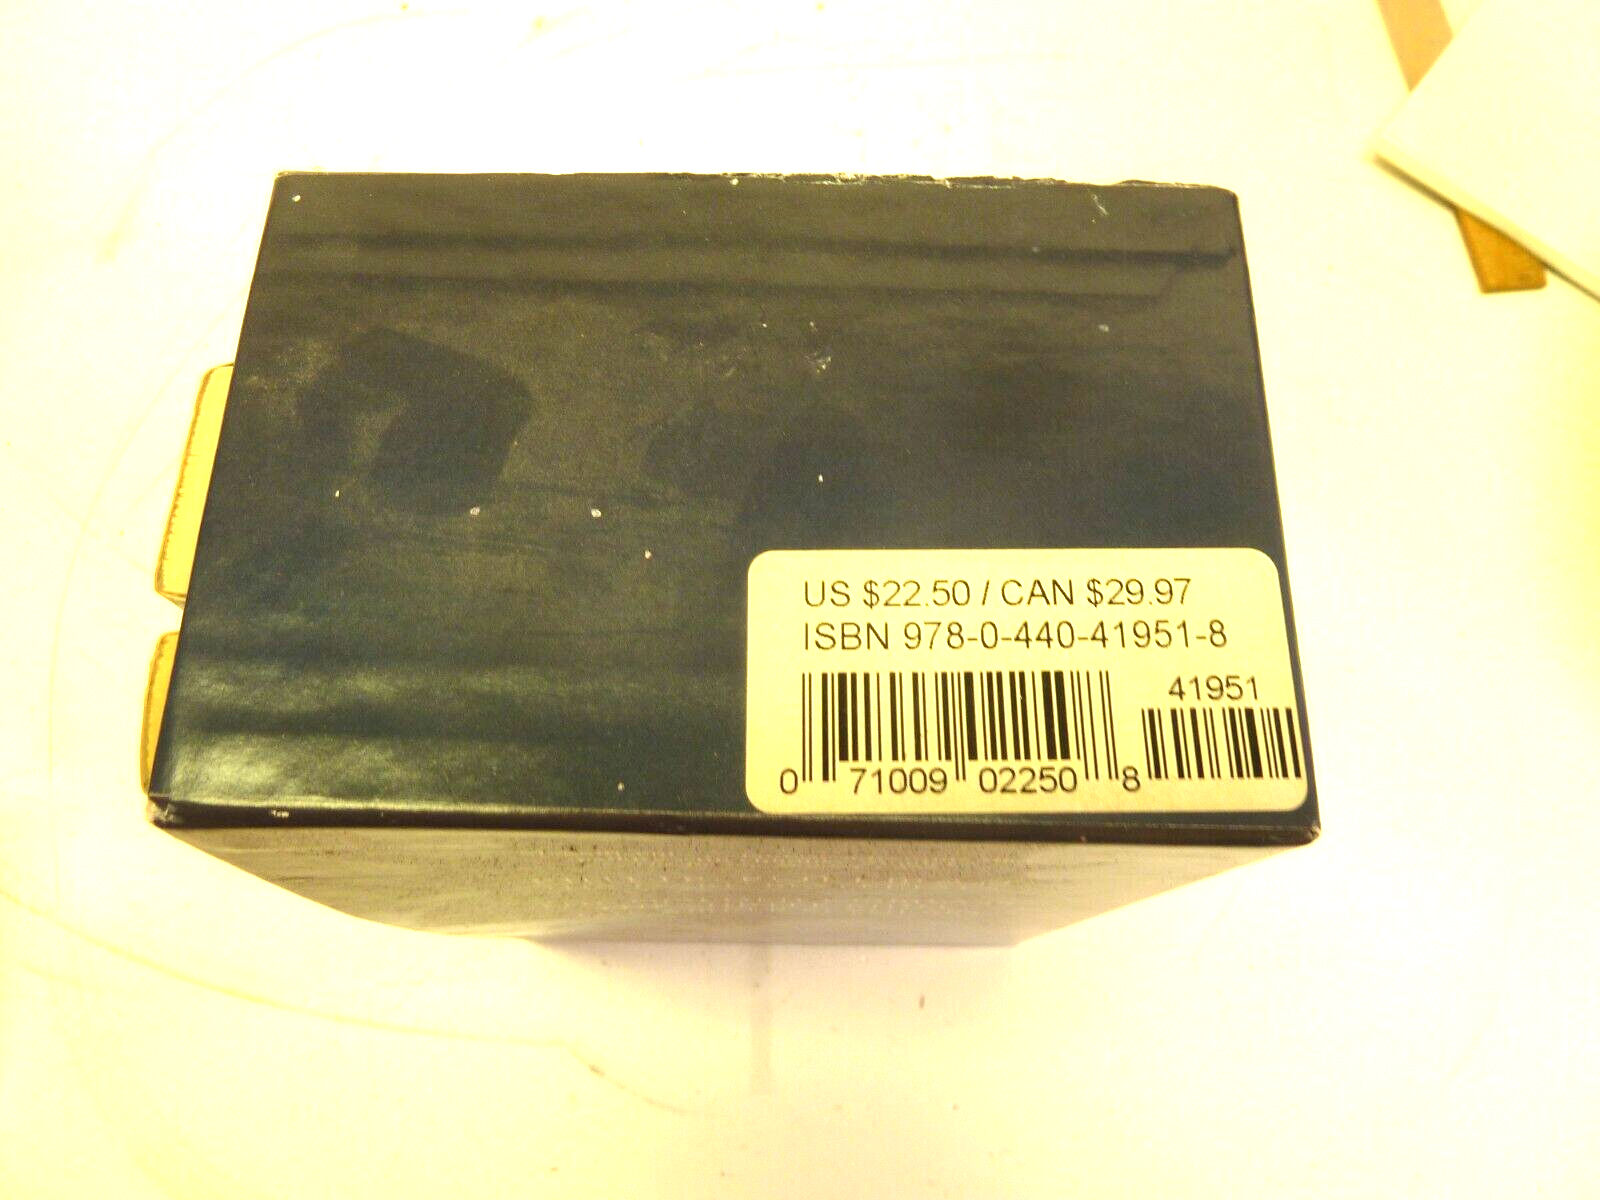 US $22.50 / CAN $29.97
ISBN 978-0-440-41951-8
41951
0 71009 02250 8